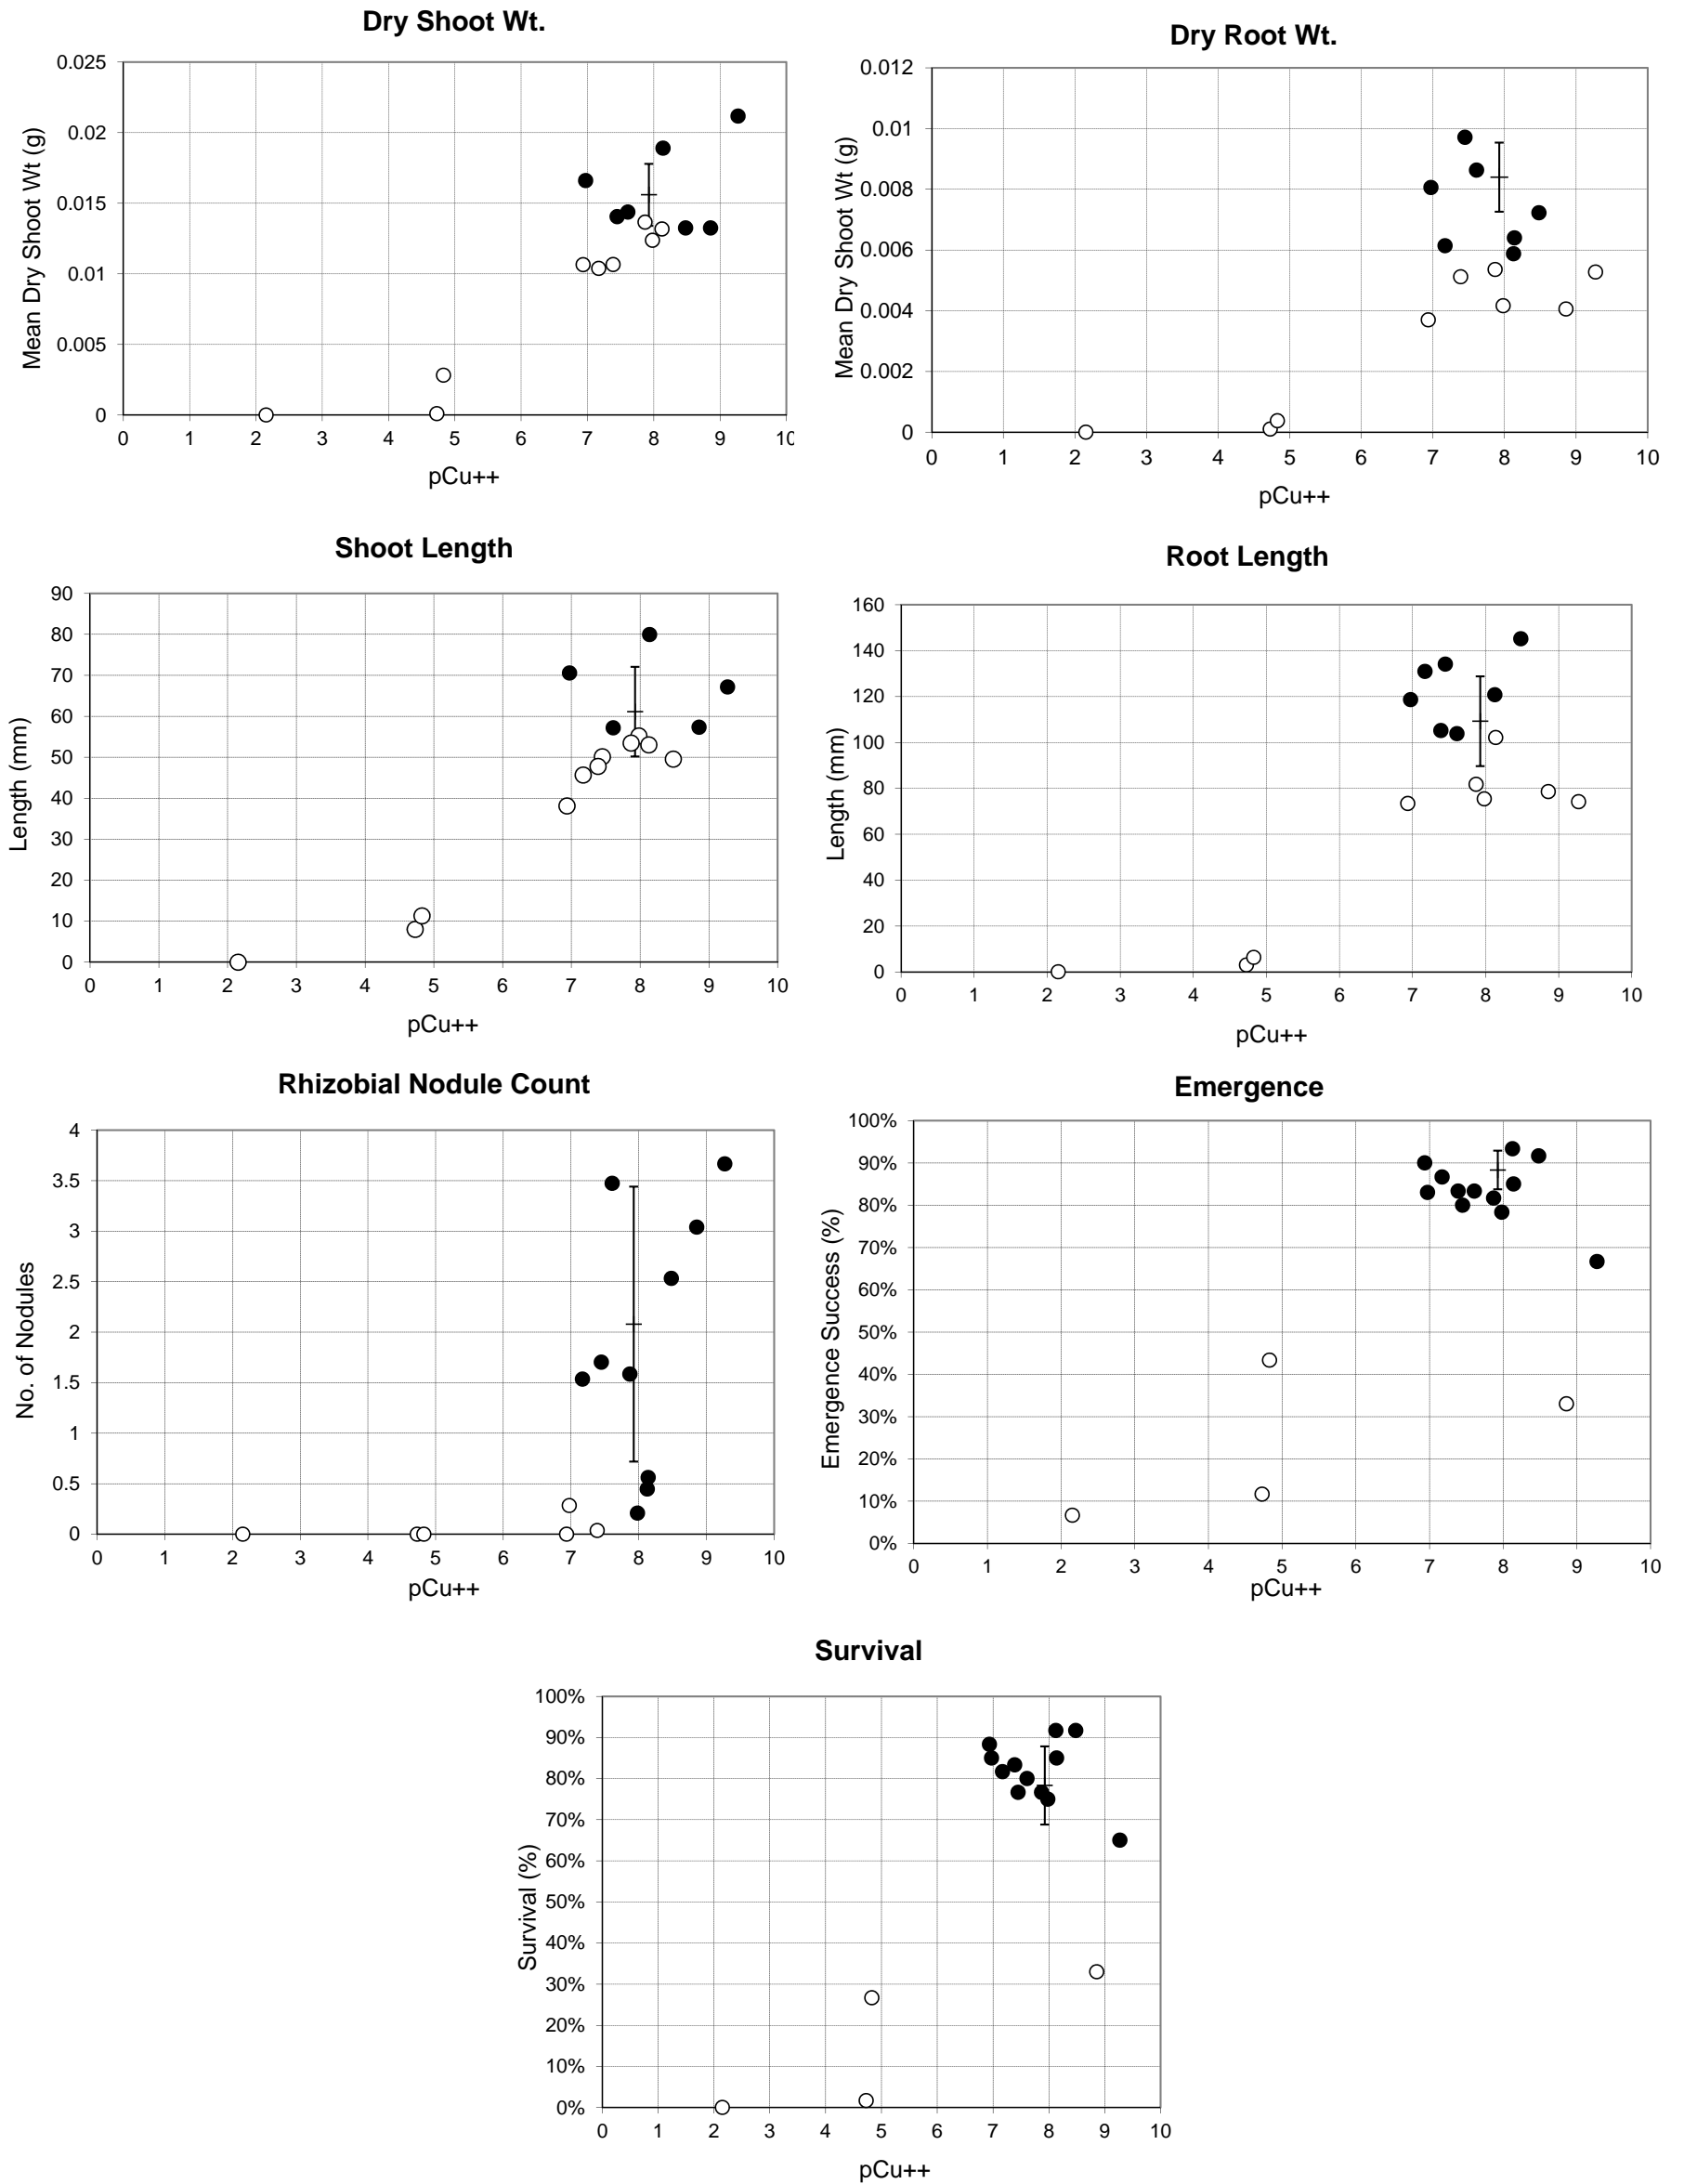 Dry Shoot Wt.
0.025
0.02
0.015
0.01
0.005
0
Mean Dry Shoot Wt (g)
0 1 2 3 4 5 6 7 8 9 10
pCu++
Dry Root Wt.
0.012
0.01
0.008
0.006
0.004
0.002
0
Mean Dry Shoot Wt (g)
0 1 2 3 4 5 6 7 8 9 10
pCu++
Shoot Length
90
80
70
60
50
40
30
20
10
0
Length (mm)
0 1 2 3 4 5 6 7 8 9 10
pCu++
Root Length
160
140
120
100
80
60
40
20
0
Length (mm)
0 1 2 3 4 5 6 7 8 9 10
pCu++
Rhizobial Nodule Count
4
3.5
3
2.5
2
1.5
1
0.5
0
No. of Nodules
0 1 2 3 4 5 6 7 8 9 10
pCu++
Emergence
100%
90%
80%
70%
60%
50%
40%
30%
20%
10%
0%
Emergence Success (%)
0 1 2 3 4 5 6 7 8 9 10
pCu++
Survival
100%
90%
80%
70%
60%
50%
40%
30%
20%
10%
0%
Survival (%)
0 1 2 3 4 5 6 7 8 9 10
pCu++